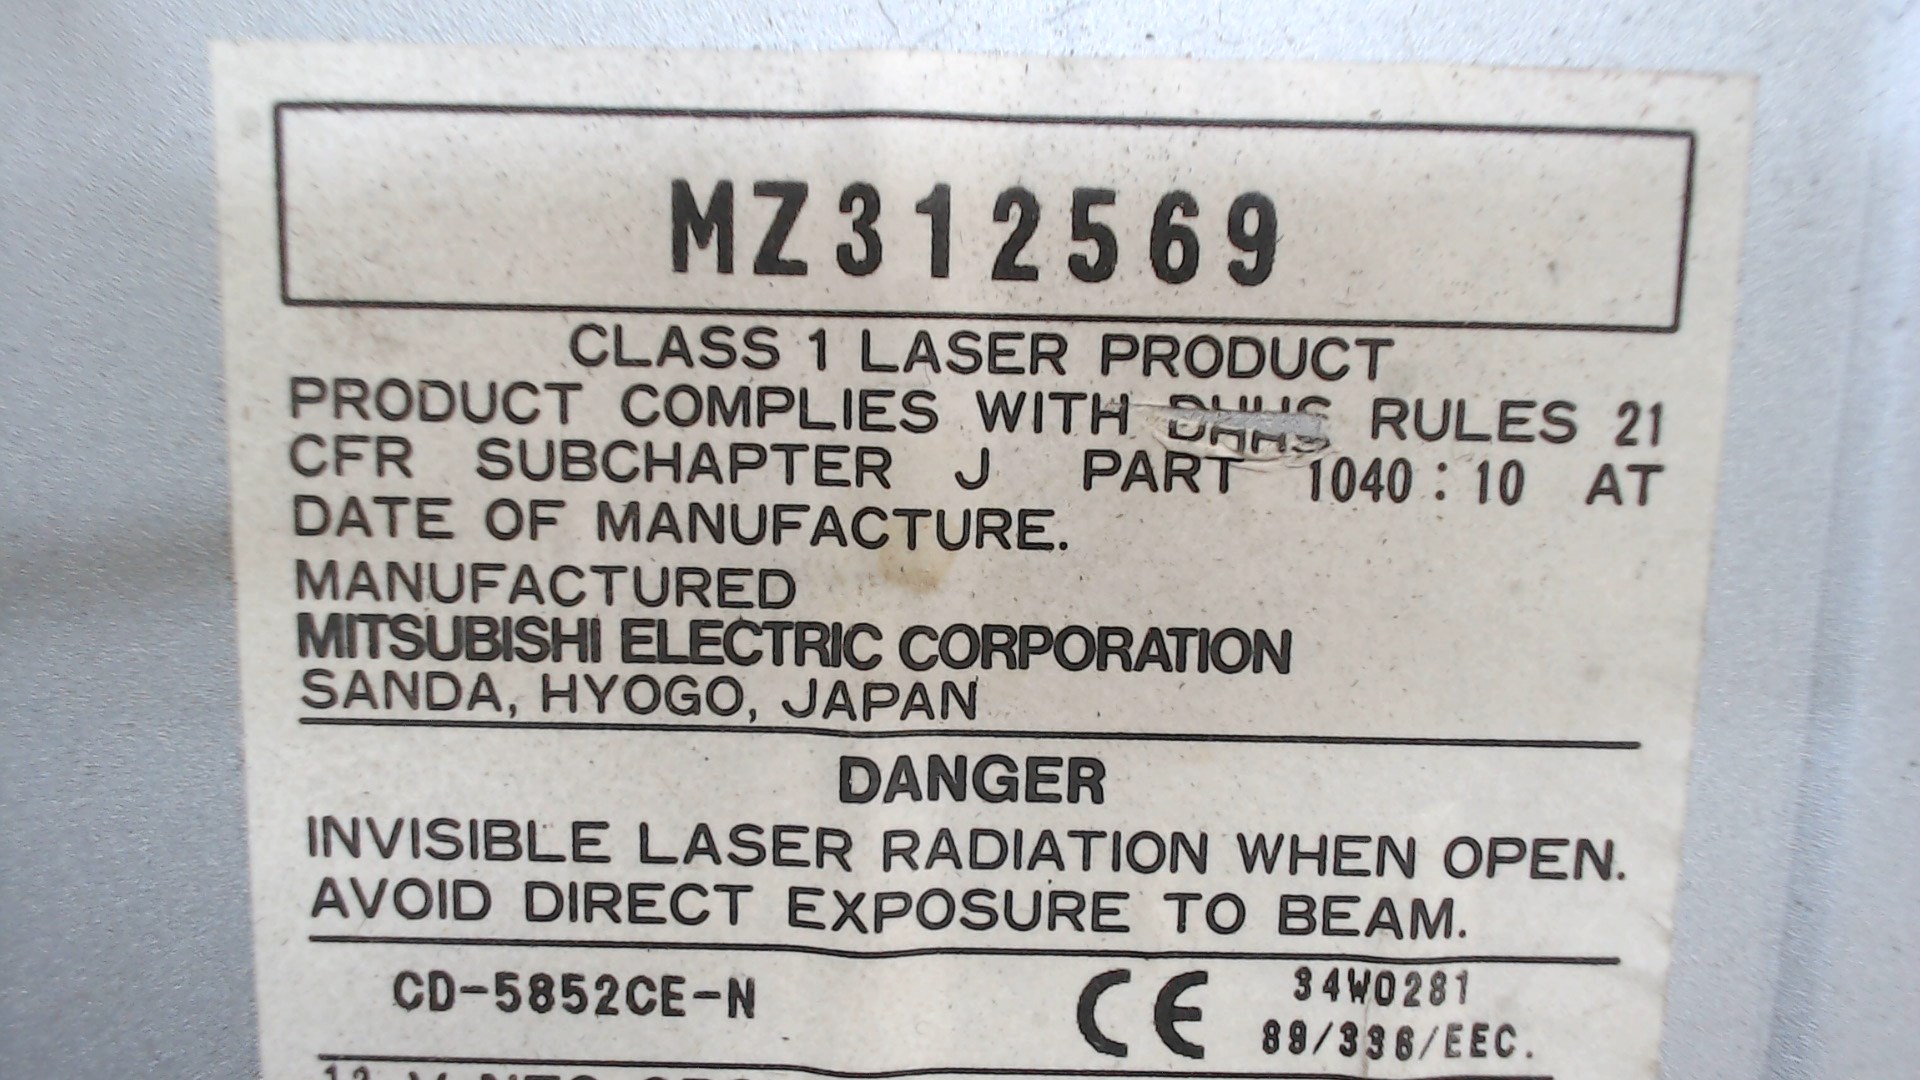 MZ312569
CLASS 1 LASER PRODUCT
PRODUCT COMPLIES WITH DHHS RULES 21
CFR SUBCHAPTER J PART 1040:10 AT
DATE OF MANUFACTURE.
MANUFACTURED
MITSUBISHI ELECTRIC CORPORATION
SANDA, HYOGO, JAPAN
DANGER
INVISIBLE LASER RADIATION WHEN OPEN.
AVOID DIRECT EXPOSURE TO BEAM.
CD-5852CE-N
CE
34W0281
89/336/EEC.